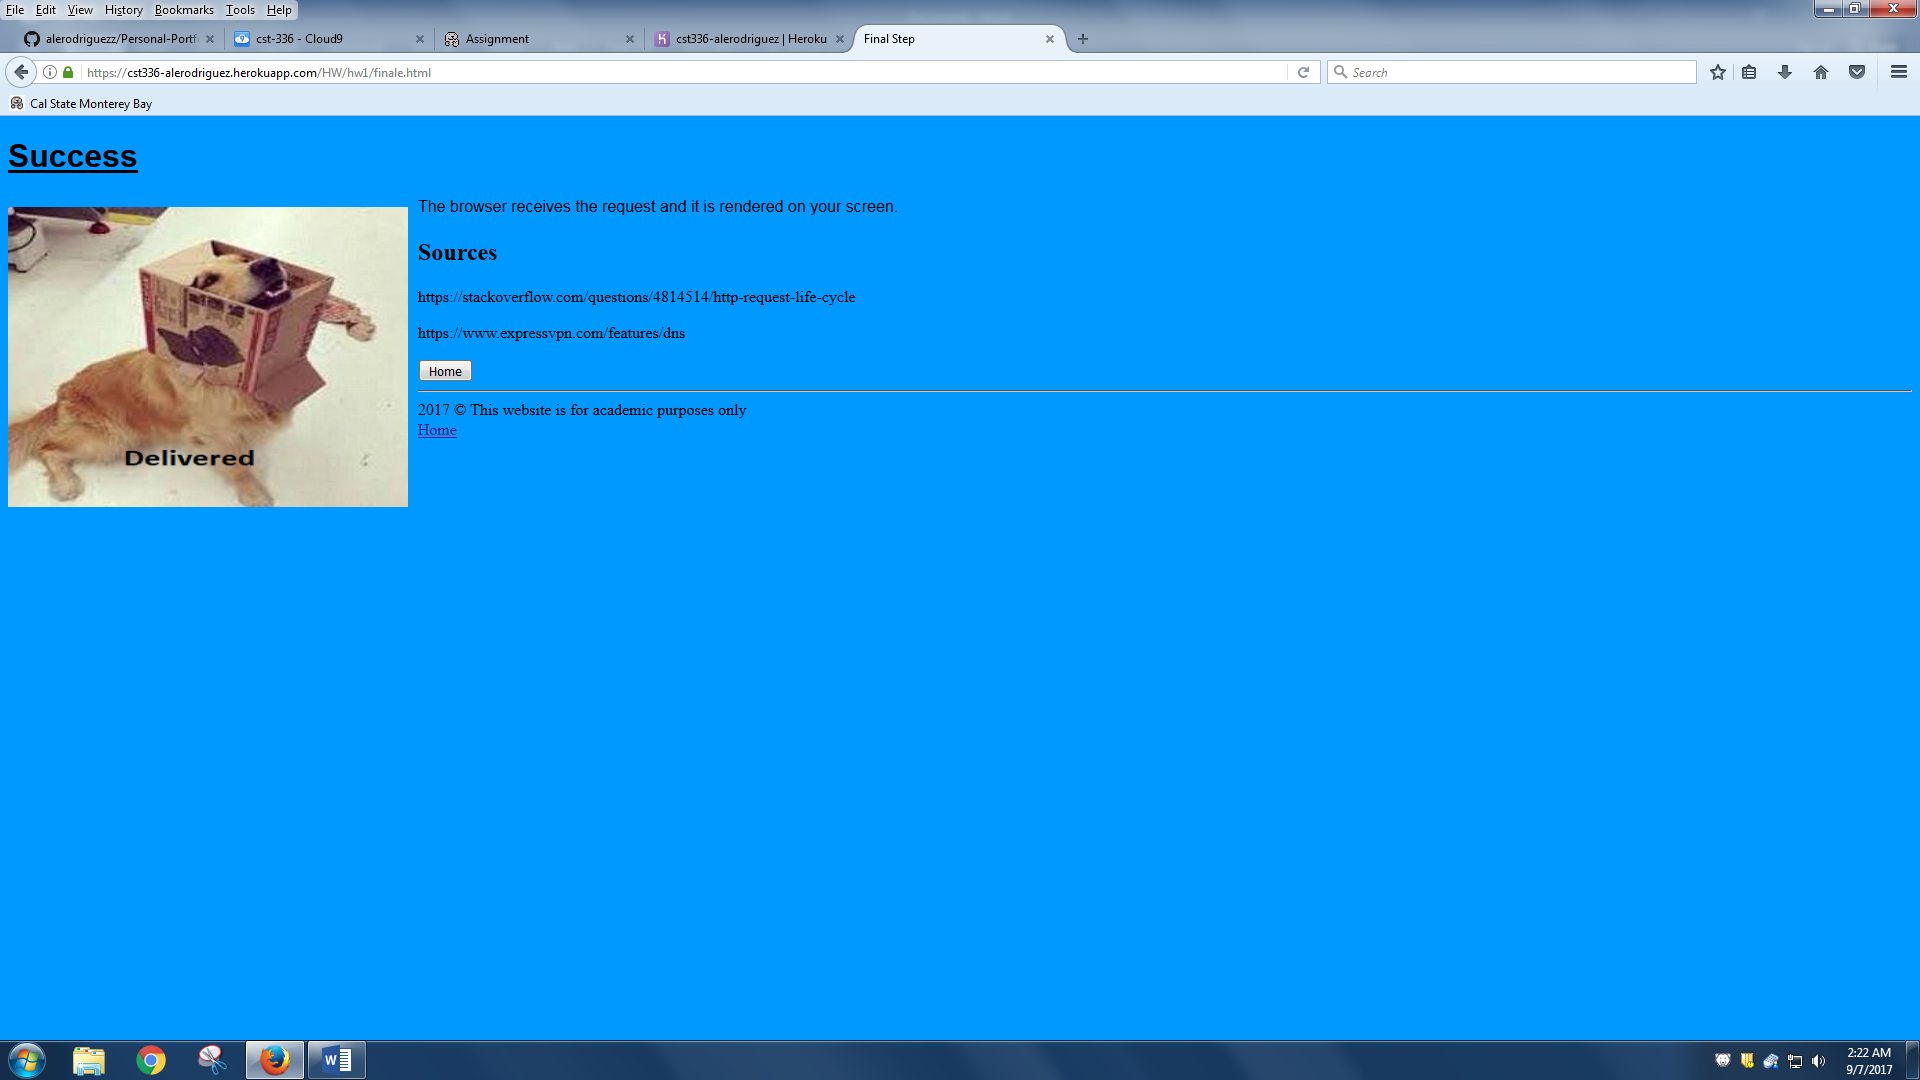 File Edit View History Bookmarks Tools Help
alerodriguezz/Personal-Portf
cst-336 - Cloud9
Assignment
cst336-alerodriguez | Heroku
Final Step
https://cst336-alerodriguez.herokuapp.com/HW/hw1/finale.html
Search
Cal State Monterey Bay
Success
The browser receives the request and it is rendered on your screen.
Sources
https://stackoverflow.com/questions/4814514/http-request-life-cycle
https://www.expressvpn.com/features/dns
Home
2017 © This website is for academic purposes only
Home
Delivered
2:22 AM
9/7/2017